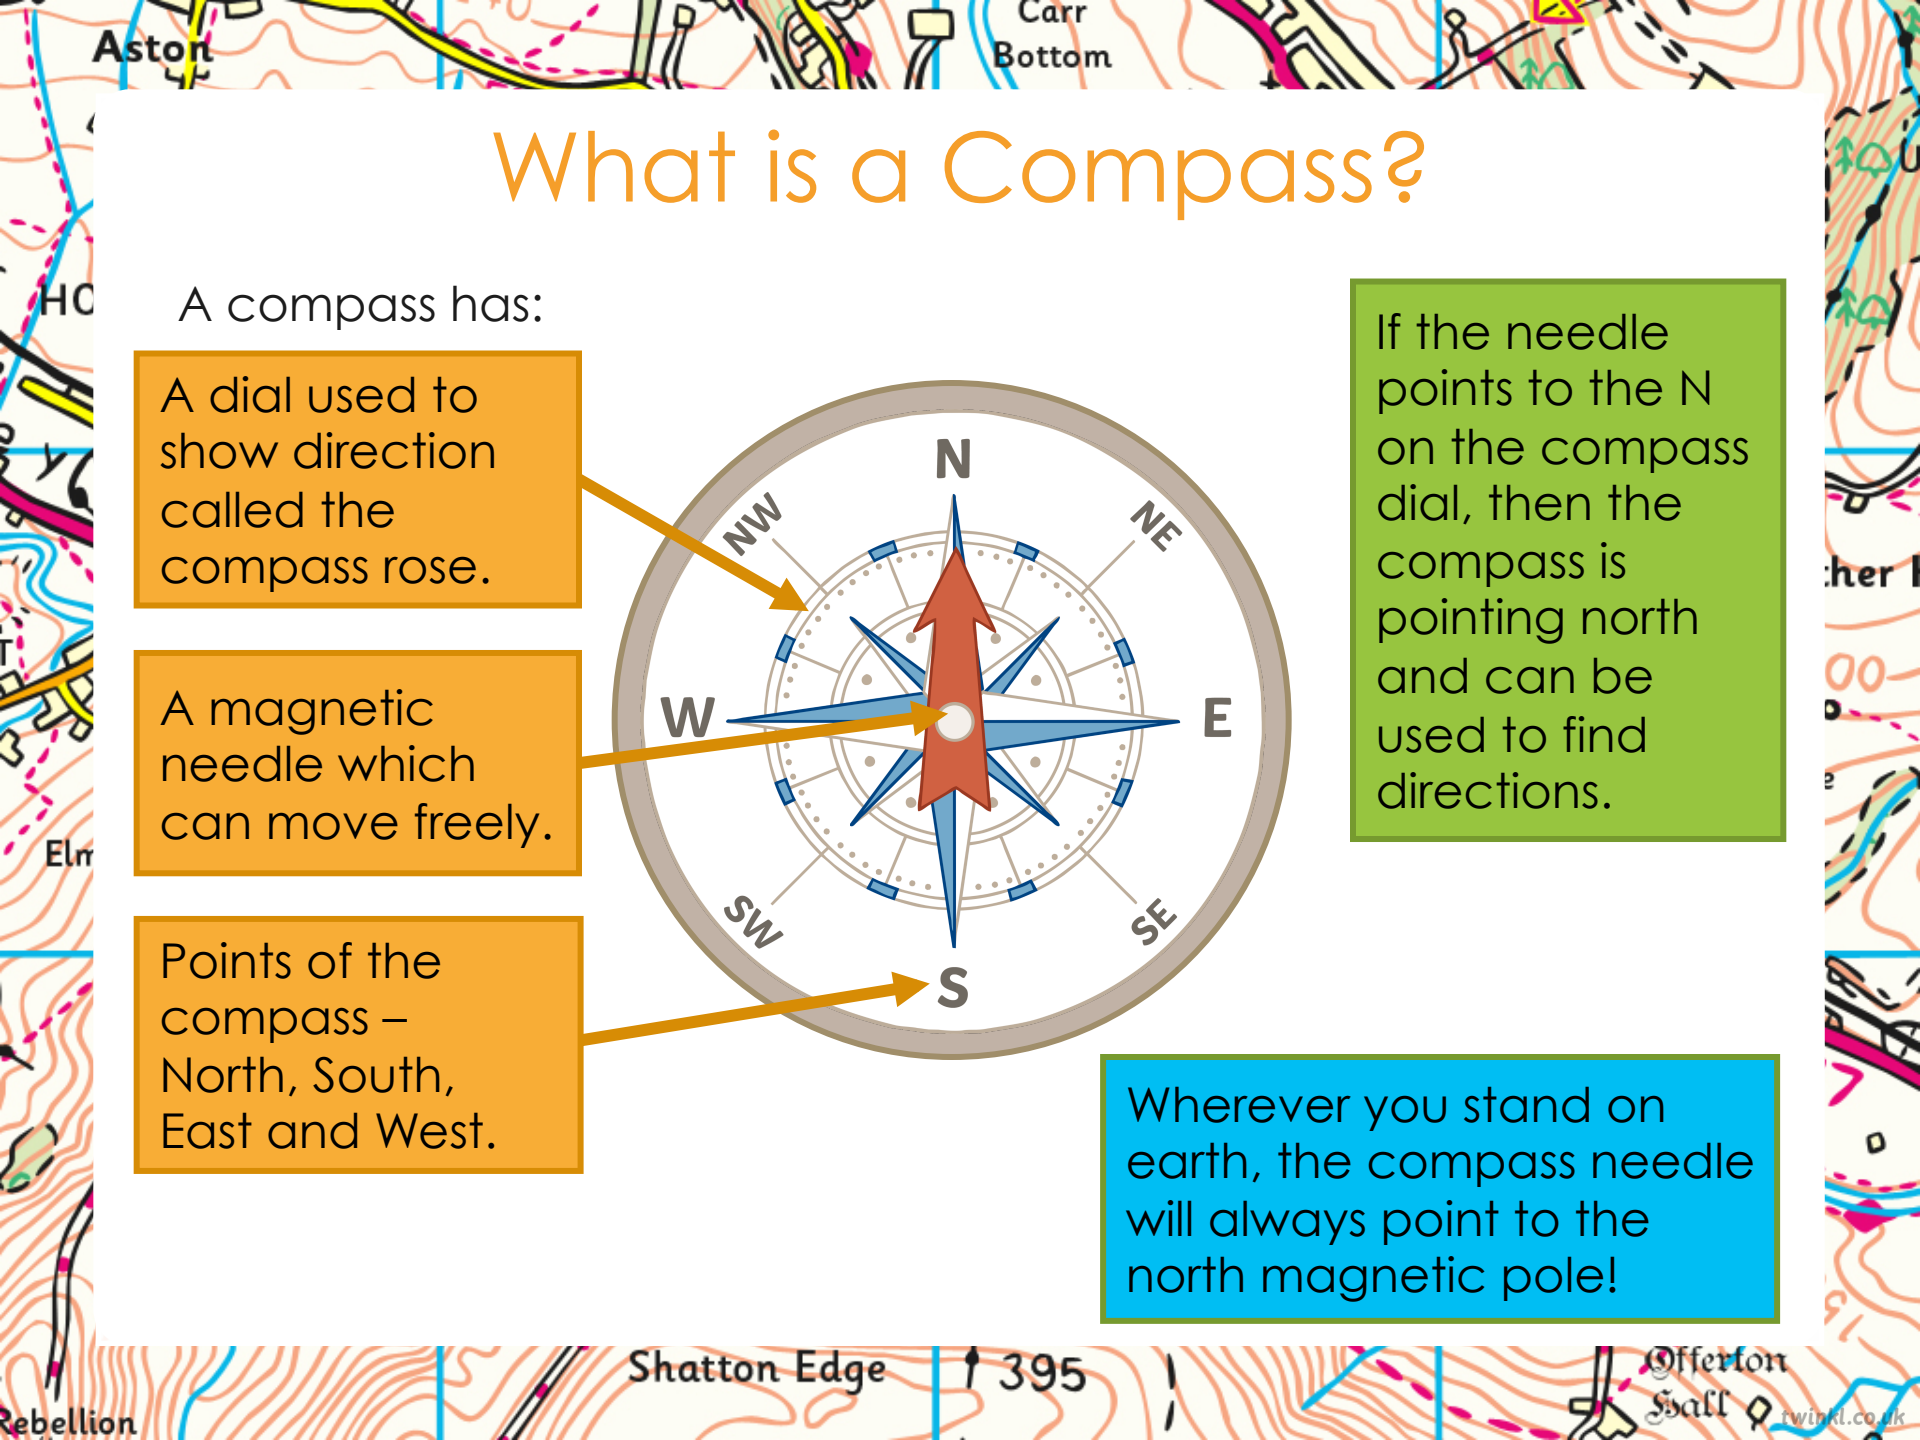 Aston
Carr
Bottom
What is a Compass?
A compass has:
A dial used to
show direction
called the
compass rose.
A magnetic
needle which
can move freely.
Points of the
compass –
North, South,
East and West.
N
NE
E
SE
S
SW
W
NW
If the needle
points to the N
on the compass
dial, then the
compass is
pointing north
and can be
used to find
directions.
Wherever you stand on
earth, the compass needle
will always point to the
north magnetic pole!
Shatton Edge
395
Offerton
Hall
Rebellion
twinkl.co.uk